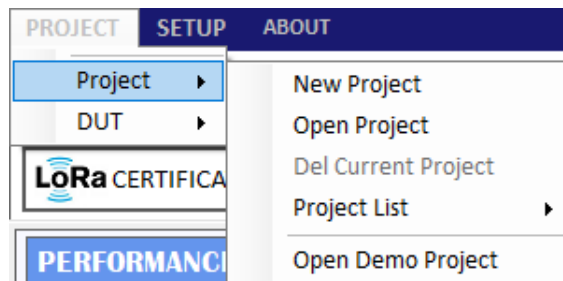 PROJECT SETUP ABOUT
Project
DUT
New Project
Open Project
Del Current Project
Project List
Open Demo Project
LoRa CERTIFICA
PERFORMANC